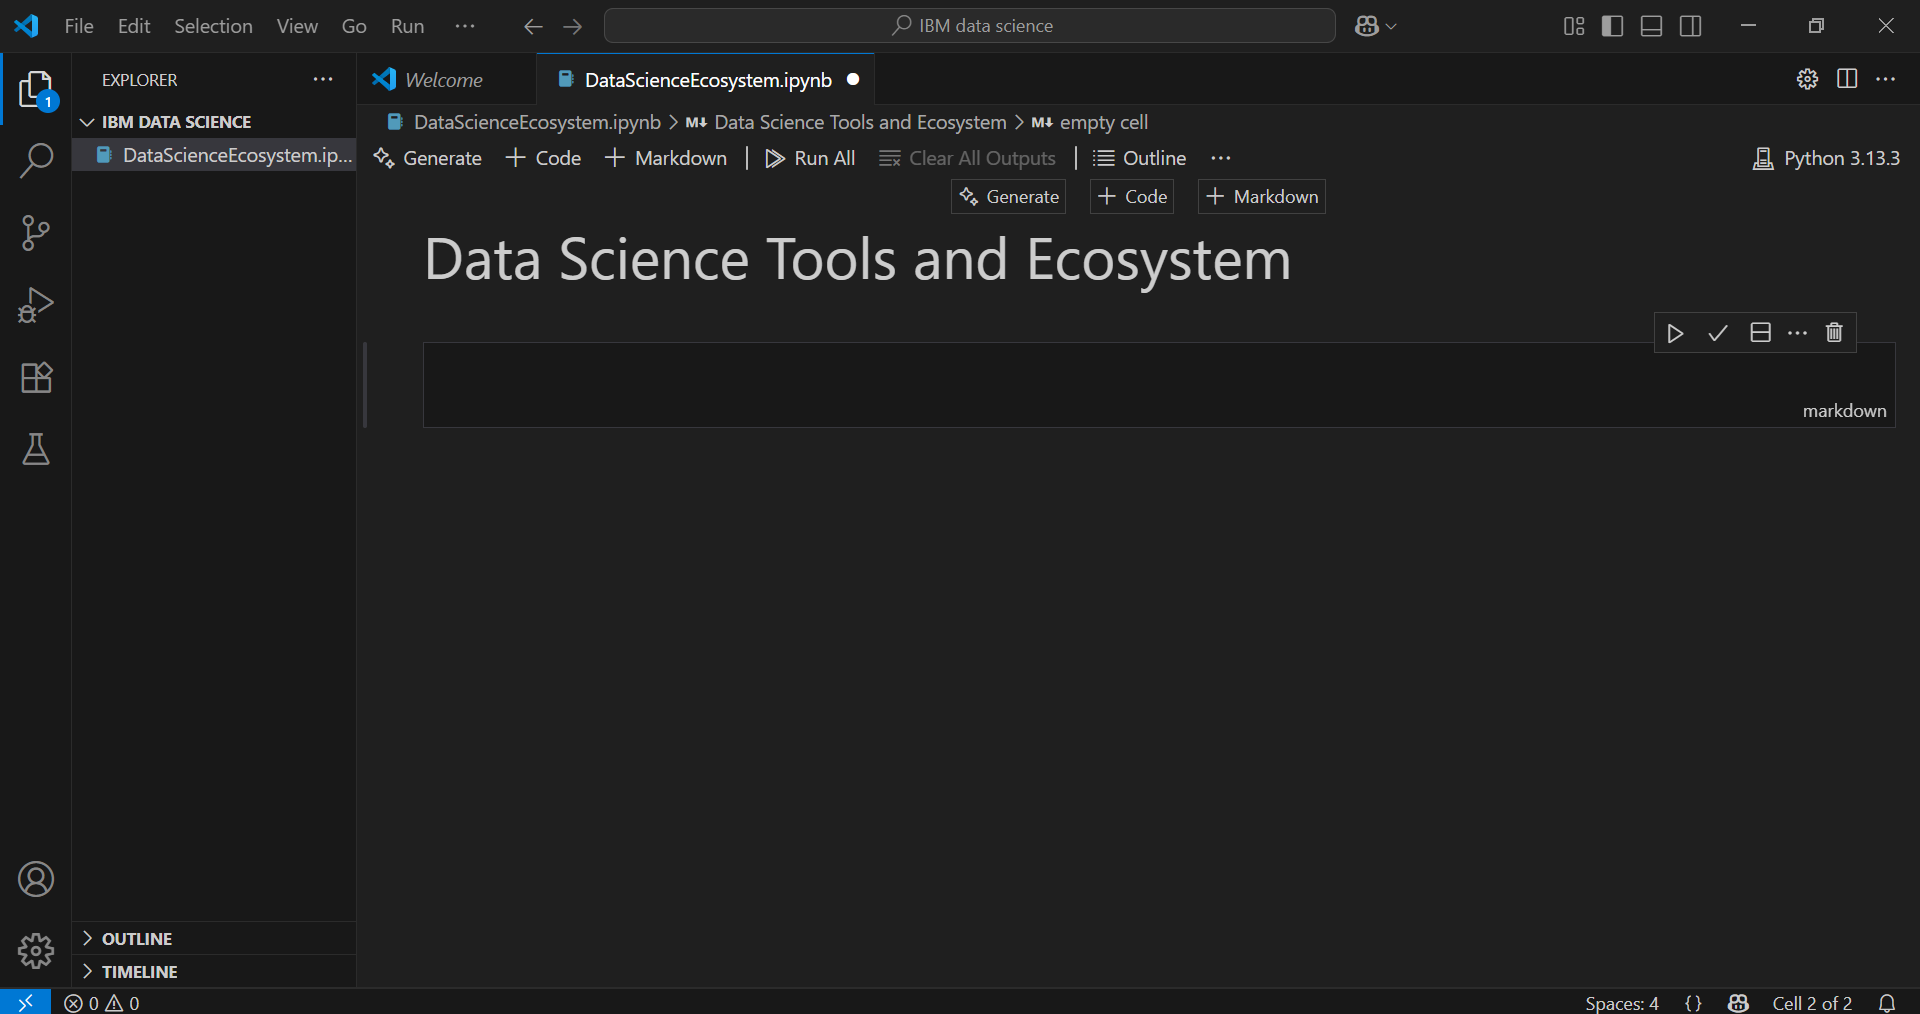 File Edit Selection View Go Run ··· IBM data science
EXPLORER ···
Welcome DataScienceEcosystem.ipynb
IBM DATA SCIENCE
DataScienceEcosystem.ip...
DataScienceEcosystem.ipynb > M↓ Data Science Tools and Ecosystem > M↓ empty cell
Generate + Code + Markdown | Run All Clear All Outputs | Outline ··· Python 3.13.3
Generate + Code + Markdown
Data Science Tools and Ecosystem
markdown
OUTLINE
TIMELINE
1
0 0 Spaces: 4 {} Cell 2 of 2